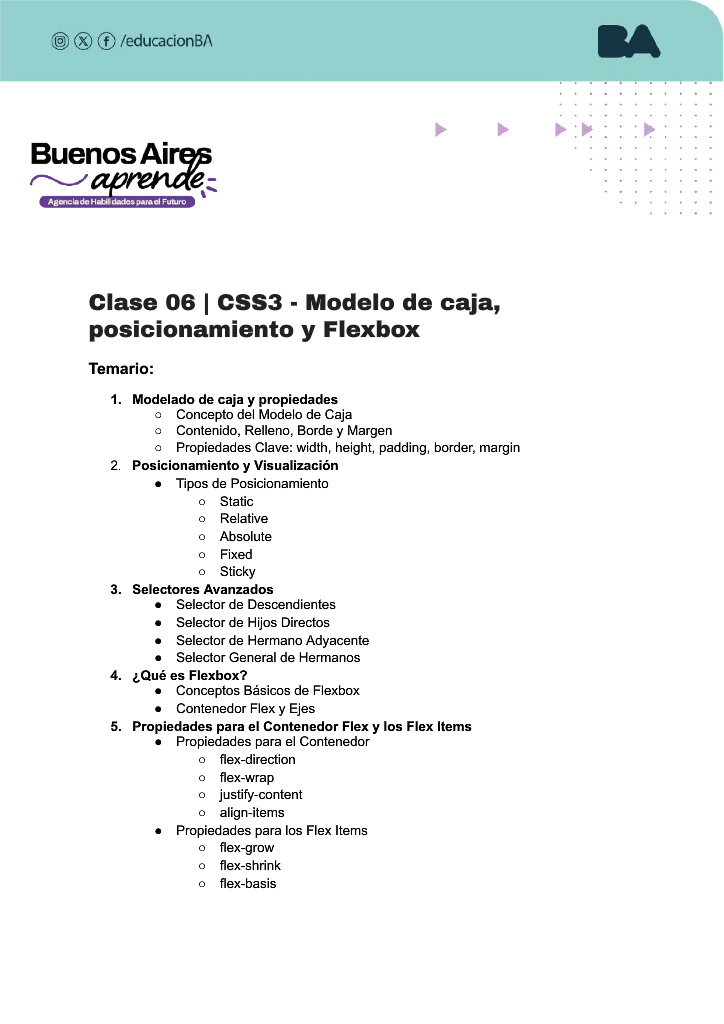 /educacionBA
BA
Buenos Aires
aprende
Agencia de Habilidades para el Futuro
Clase 06 | CSS3 - Modelo de caja,
posicionamiento y Flexbox
Temario:
1. Modelado de caja y propiedades
○ Concepto del Modelo de Caja
○ Contenido, Relleno, Borde y Margen
○ Propiedades Clave: width, height, padding, border, margin
2. Posicionamiento y Visualización
● Tipos de Posicionamiento
○ Static
○ Relative
○ Absolute
○ Fixed
○ Sticky
3. Selectores Avanzados
● Selector de Descendientes
● Selector de Hijos Directos
● Selector de Hermano Adyacente
● Selector General de Hermanos
4. ¿Qué es Flexbox?
● Conceptos Básicos de Flexbox
● Contenedor Flex y Ejes
5. Propiedades para el Contenedor Flex y los Flex Items
● Propiedades para el Contenedor
○ flex-direction
○ flex-wrap
○ justify-content
○ align-items
● Propiedades para los Flex Items
○ flex-grow
○ flex-shrink
○ flex-basis